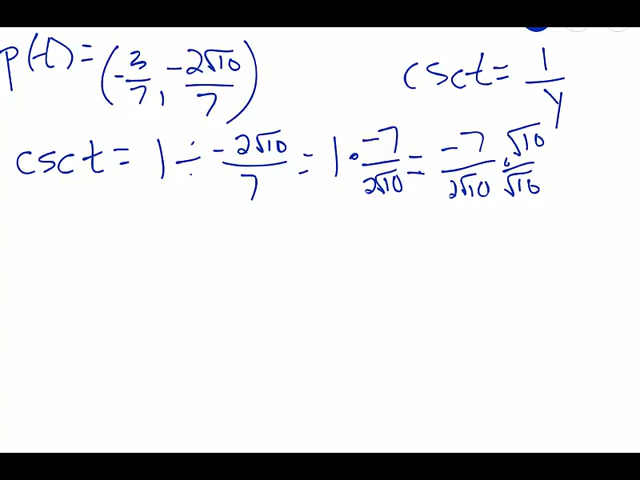 p(t) = (-3/7, -2√10/7)
csc t = 1/y
csc t = 1 ÷ -2√10/7 = 1 · -7/2√10 = -7/2√10 · √10/√10